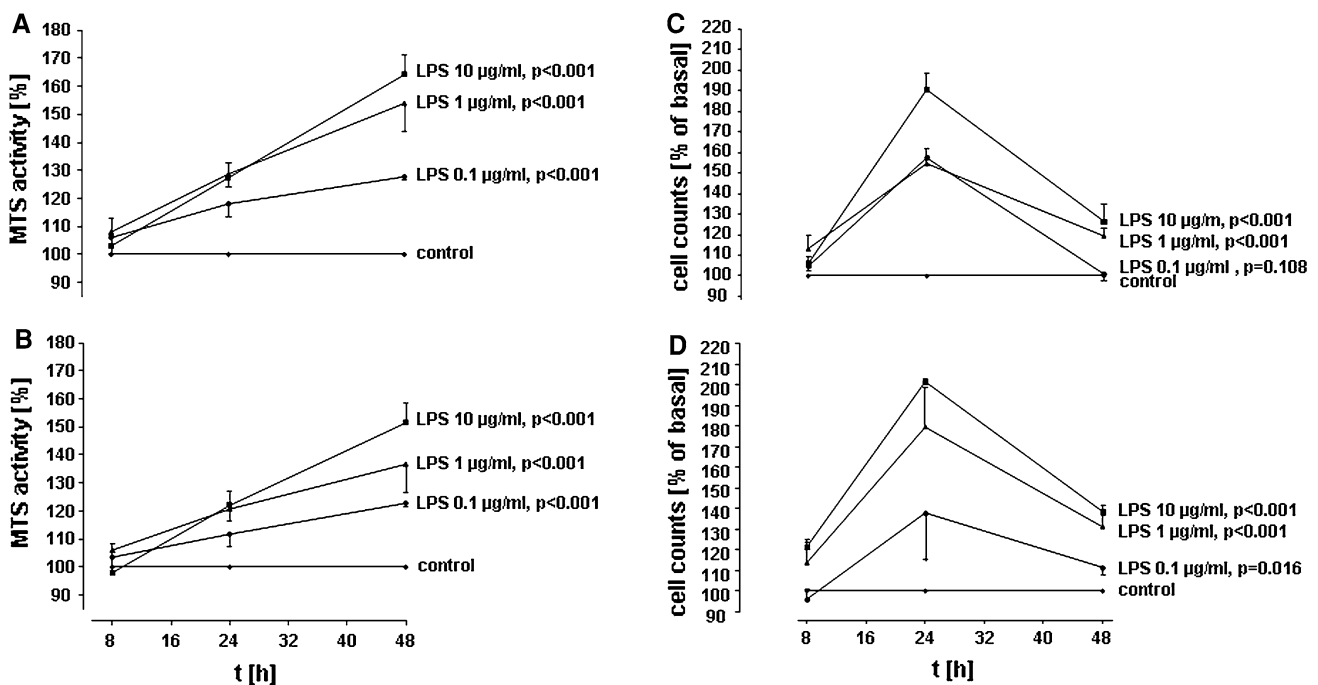 A
MTS activity [%]
180
170
160
150
140
130
120
110
100
90
LPS 10 µg/ml, p<0.001
LPS 1 µg/ml, p<0.001
LPS 0.1 µg/ml, p<0.001
control
B
MTS activity [%]
180
170
160
150
140
130
120
110
100
90
LPS 10 µg/ml, p<0.001
LPS 1 µg/ml, p<0.001
LPS 0.1 µg/ml, p<0.001
control
8 16 24 32 40 48
t [h]
C
cell counts [% of basal]
220
210
200
190
180
170
160
150
140
130
120
110
100
90
LPS 10 µg/m, p<0.001
LPS 1 µg/ml, p<0.001
LPS 0.1 µg/ml , p=0.108
control
D
cell counts [% of basal]
220
210
200
190
180
170
160
150
140
130
120
110
100
90
LPS 10 µg/ml, p<0.001
LPS 1 µg/ml, p<0.001
LPS 0.1 µg/ml, p=0.016
control
8 16 24 32 40 48
t [h]